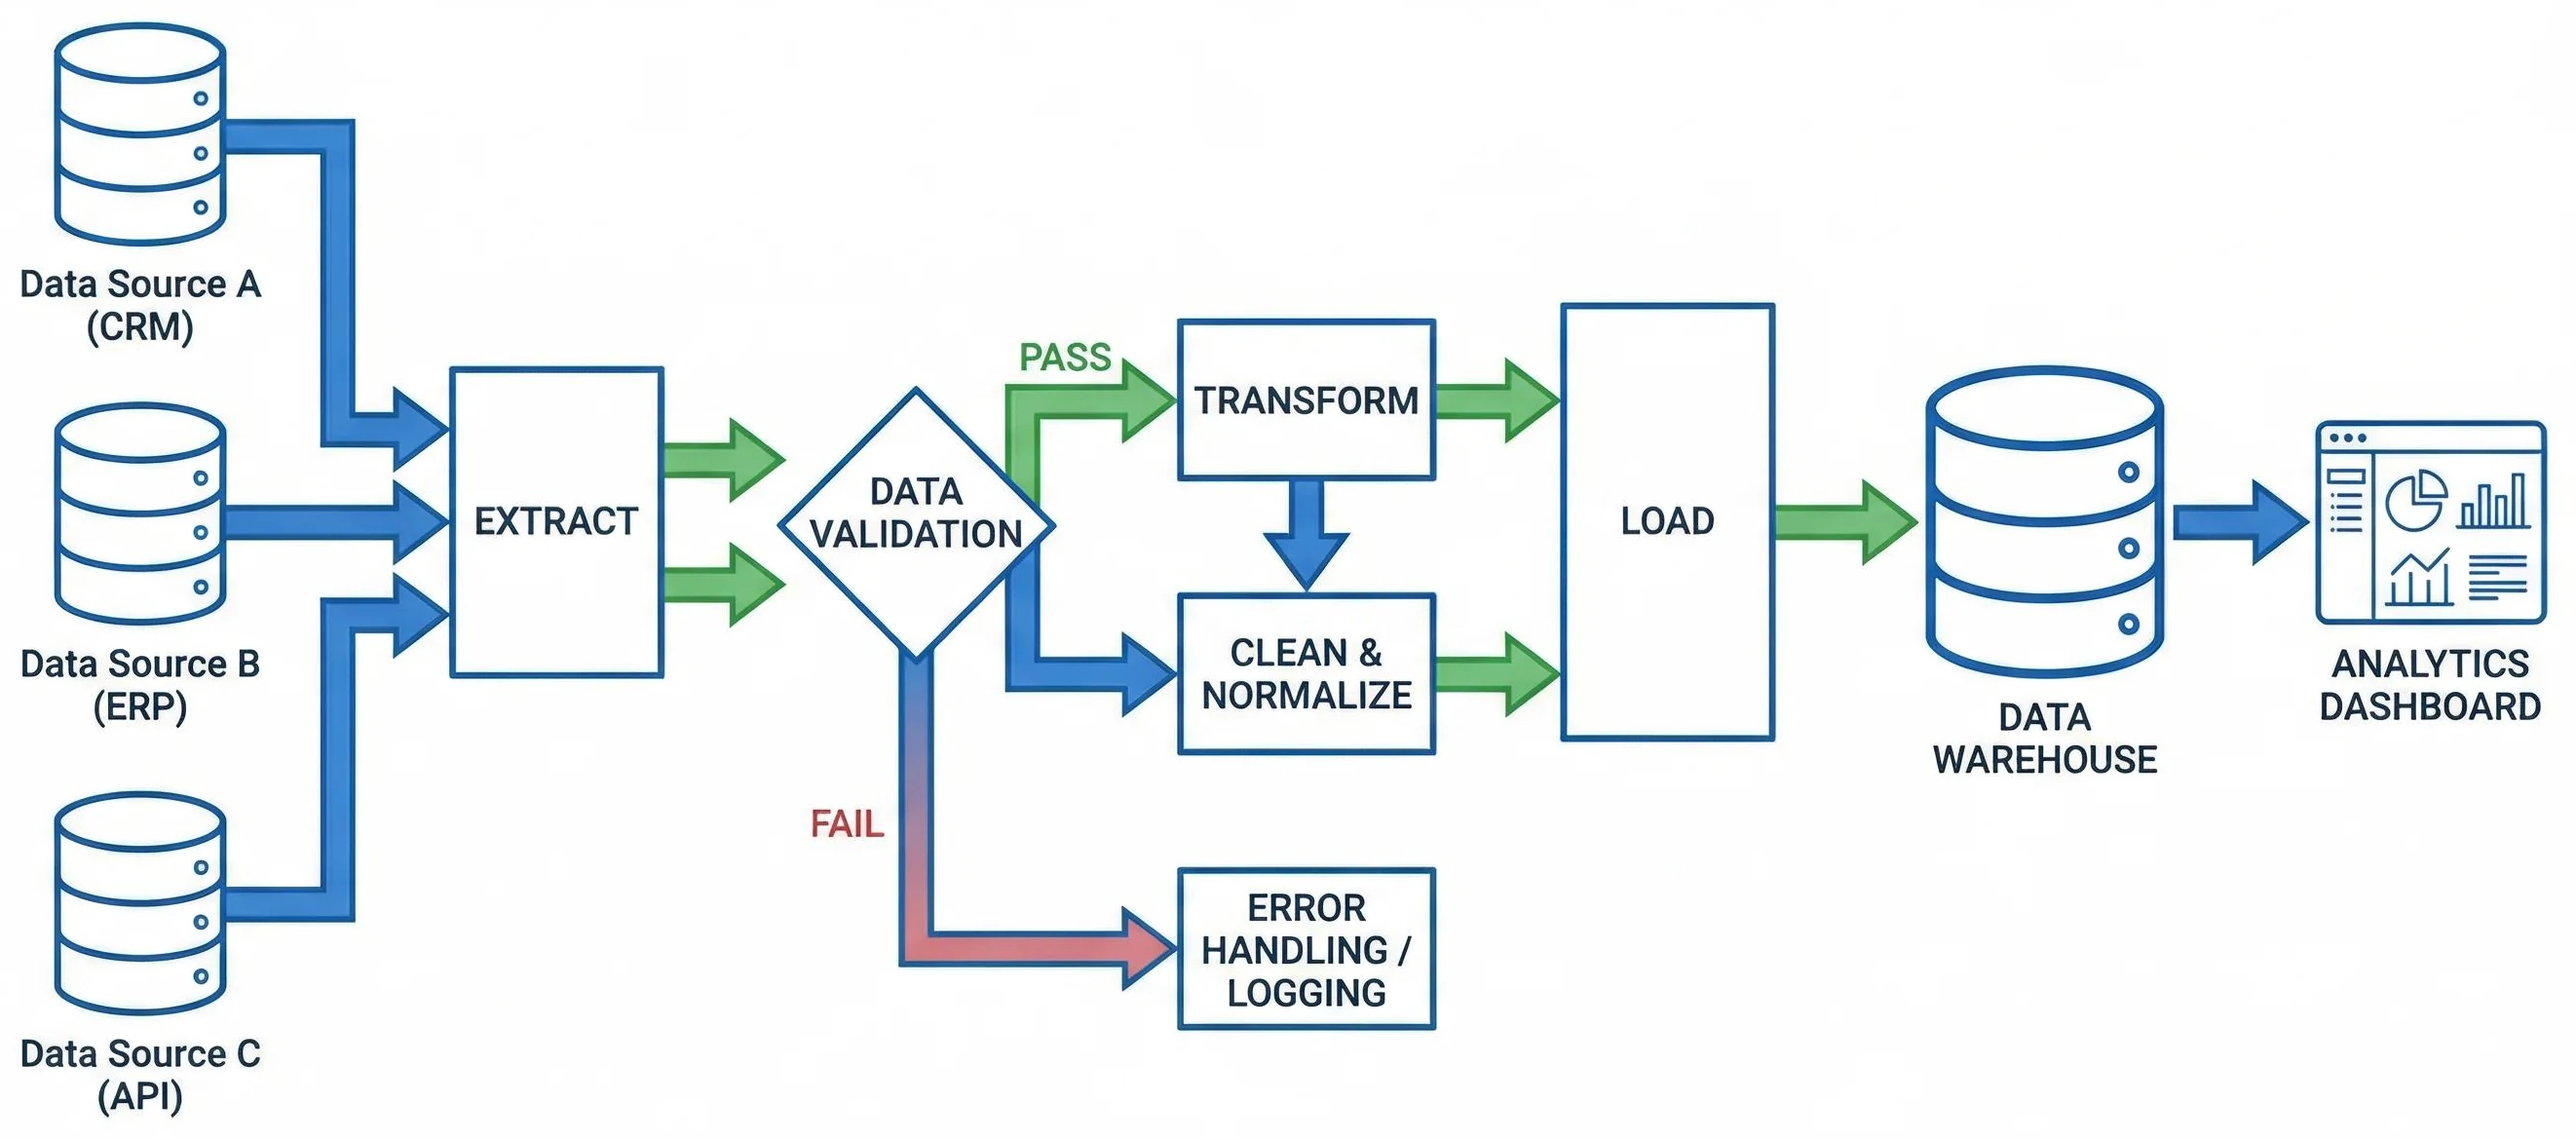 Data Source A
(CRM)
Data Source B
(ERP)
Data Source C
(API)
EXTRACT
DATA
VALIDATION
PASS
FAIL
TRANSFORM
CLEAN &
NORMALIZE
ERROR
HANDLING /
LOGGING
LOAD
DATA
WAREHOUSE
ANALYTICS
DASHBOARD